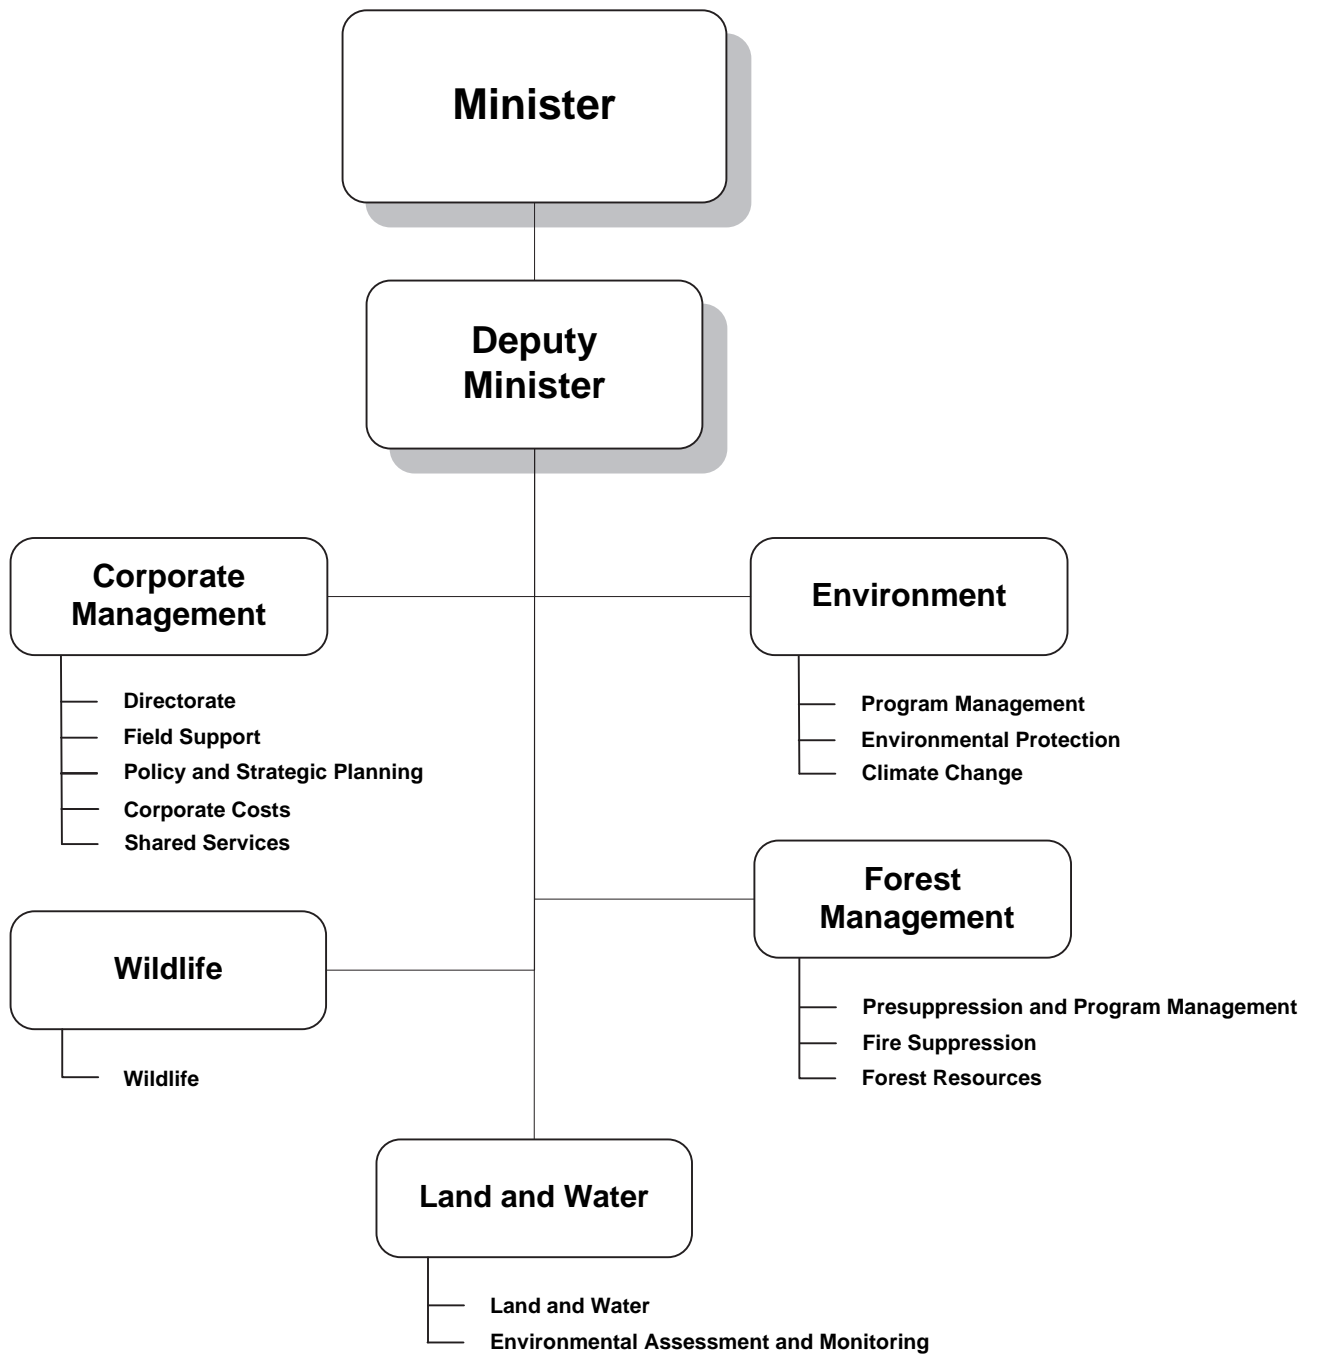 Minister
Deputy
Minister
Corporate
Management
Directorate
Field Support
Policy and Strategic Planning
Corporate Costs
Shared Services
Environment
Program Management
Environmental Protection
Climate Change
Wildlife
Wildlife
Forest
Management
Presuppression and Program Management
Fire Suppression
Forest Resources
Land and Water
Land and Water
Environmental Assessment and Monitoring